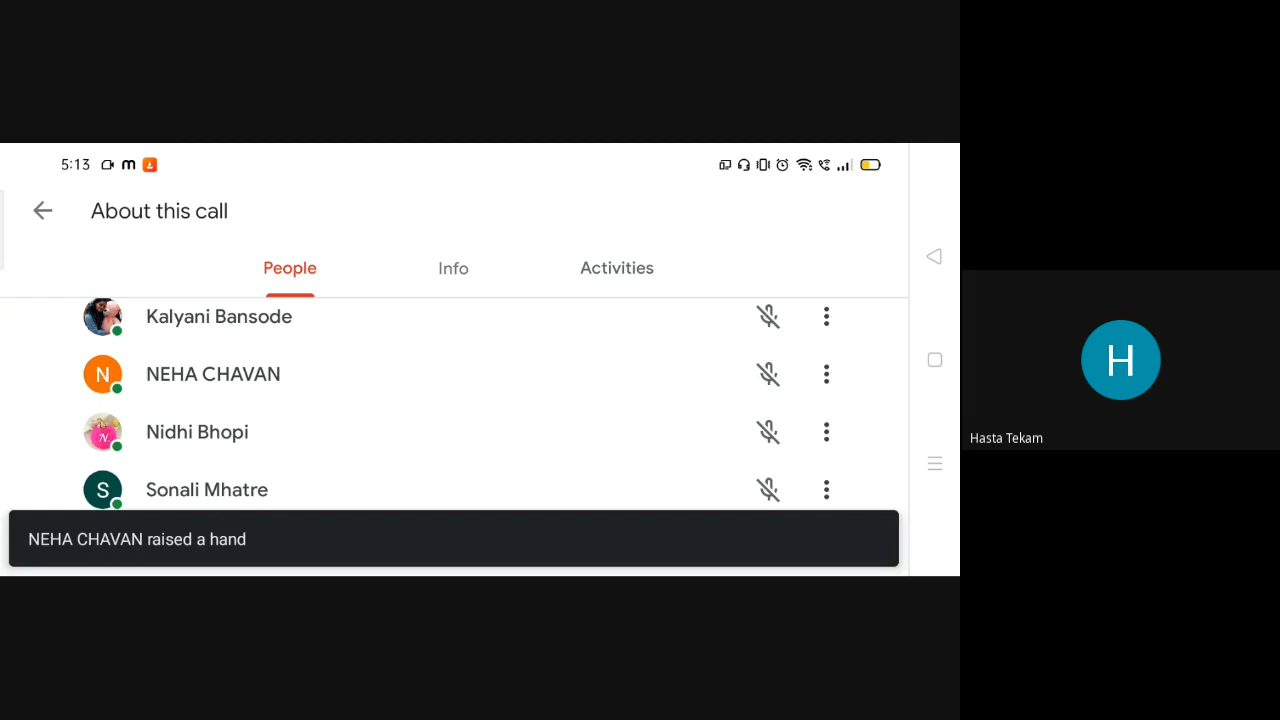 5:13 m
About this call
People Info Activities
Kalyani Bansode
N NEHA CHAVAN
N Nidhi Bhopi
S Sonali Mhatre
NEHA CHAVAN raised a hand
H
Hasta Tekam